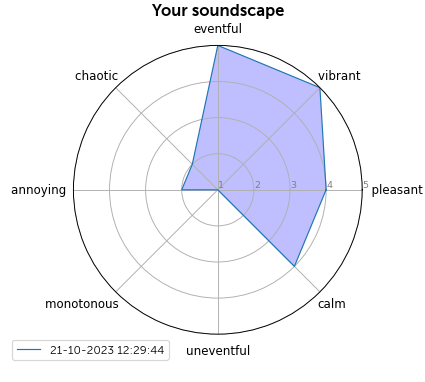 Your soundscape
eventful
chaotic
vibrant
annoying
1 2 3 4 5
pleasant
monotonous
calm
uneventful
21-10-2023 12:29:44